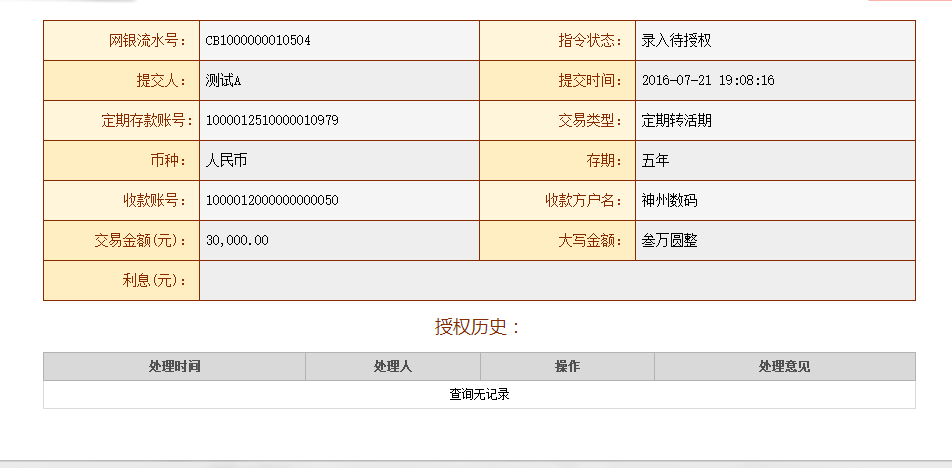 网银流水号： CB1000000010504 指令状态： 录入待授权
提交人： 测试A 提交时间： 2016-07-21 19:08:16
定期存款账号： 1000012510000010979 交易类型： 定期转活期
币种： 人民币 存期： 五年
收款账号： 1000012000000000050 收款方户名： 神州数码
交易金额(元)： 30,000.00 大写金额： 叁万圆整
利息(元)：
授权历史：
处理时间 处理人 操作 处理意见
查询无记录